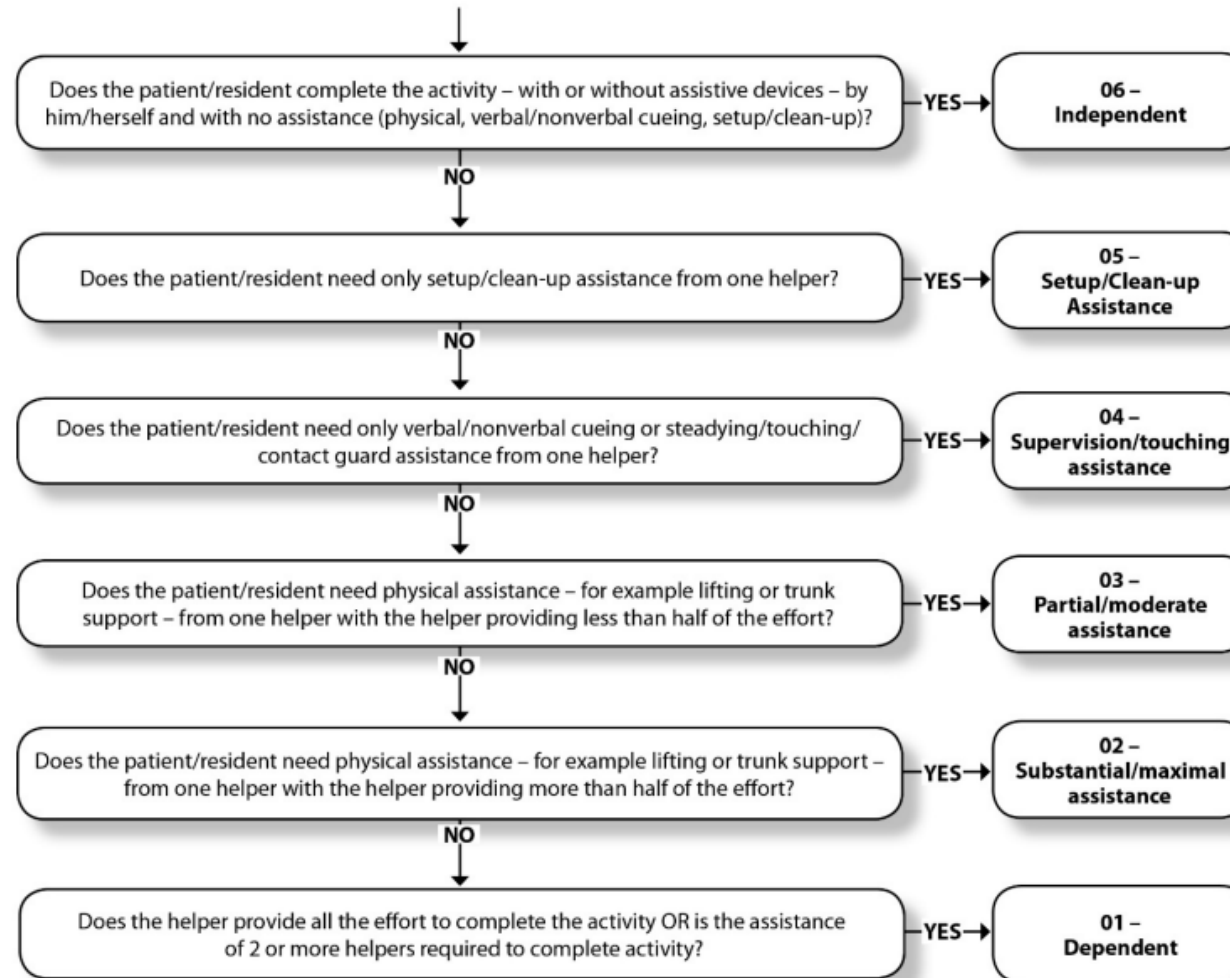 Does the patient/resident complete the activity – with or without assistive devices – by
him/herself and with no assistance (physical, verbal/nonverbal cueing, setup/clean-up)?
YES
06 –
Independent
NO
Does the patient/resident need only setup/clean-up assistance from one helper?
YES
05 –
Setup/Clean-up
Assistance
NO
Does the patient/resident need only verbal/nonverbal cueing or steadying/touching/
contact guard assistance from one helper?
YES
04 –
Supervision/touching
assistance
NO
Does the patient/resident need physical assistance – for example lifting or trunk
support – from one helper with the helper providing less than half of the effort?
YES
03 –
Partial/moderate
assistance
NO
Does the patient/resident need physical assistance – for example lifting or trunk support –
from one helper with the helper providing more than half of the effort?
YES
02 –
Substantial/maximal
assistance
NO
Does the helper provide all the effort to complete the activity OR is the assistance
of 2 or more helpers required to complete activity?
YES
01 –
Dependent